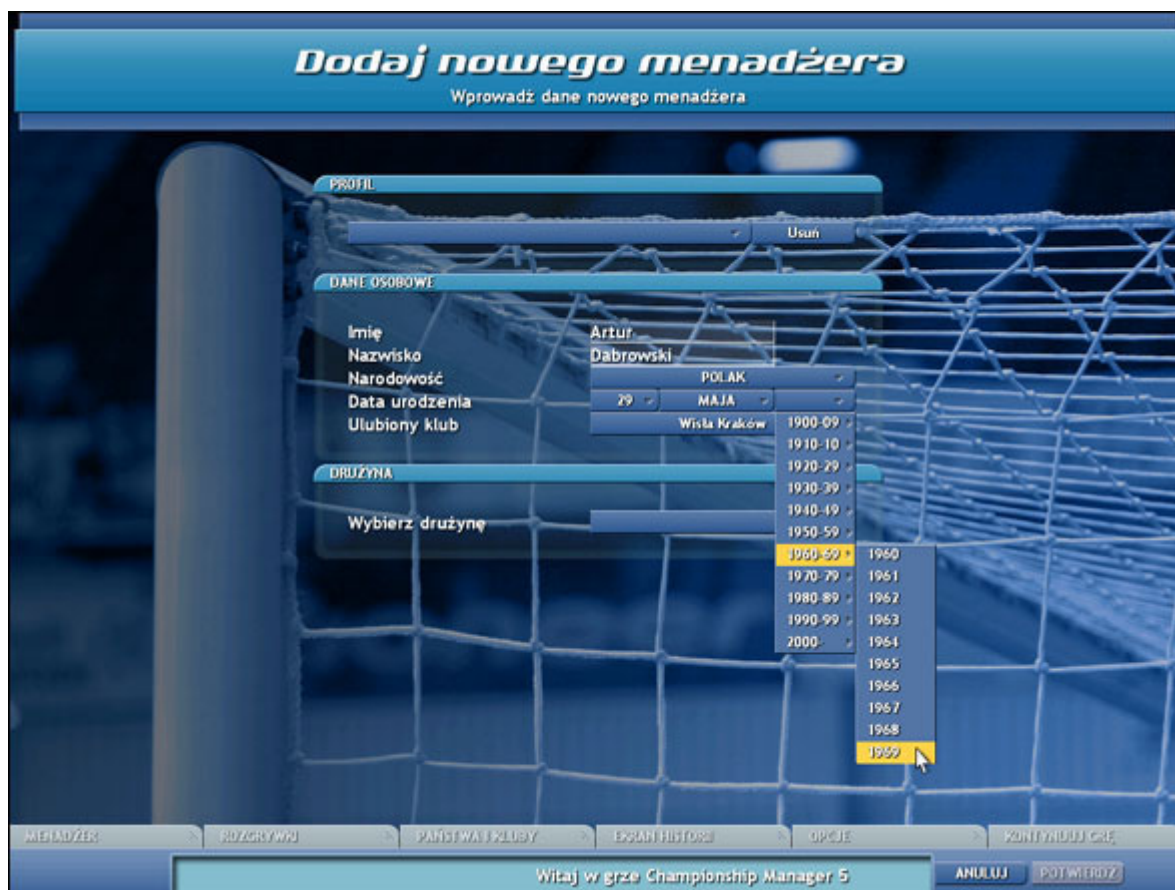 Dodaj nowego menadżera
Wprowadź dane nowego menadżera
PROFIL
Usuń
DANE OSOBOWE
Imię Artur
Nazwisko Dabrowski
Narodowość POLAK
Data urodzenia 29 MAJA
Ulubiony klub Wisła Kraków
1900-09
1910-10
1920-29
1930-39
1940-49
1950-59
1960-69
1970-79
1980-89
1990-99
2000-
1960
1961
1962
1963
1964
1965
1966
1967
1968
1969
DRUŻYNA
Wybierz drużynę
MENADŻER ROZGRYWKI PAŃSTWA I KLUBY EKRAN HISTORII OPCJE KONTYNUUJ GRĘ
Witaj w grze Championship Manager 5 ANULUJ POTWIERDŹ